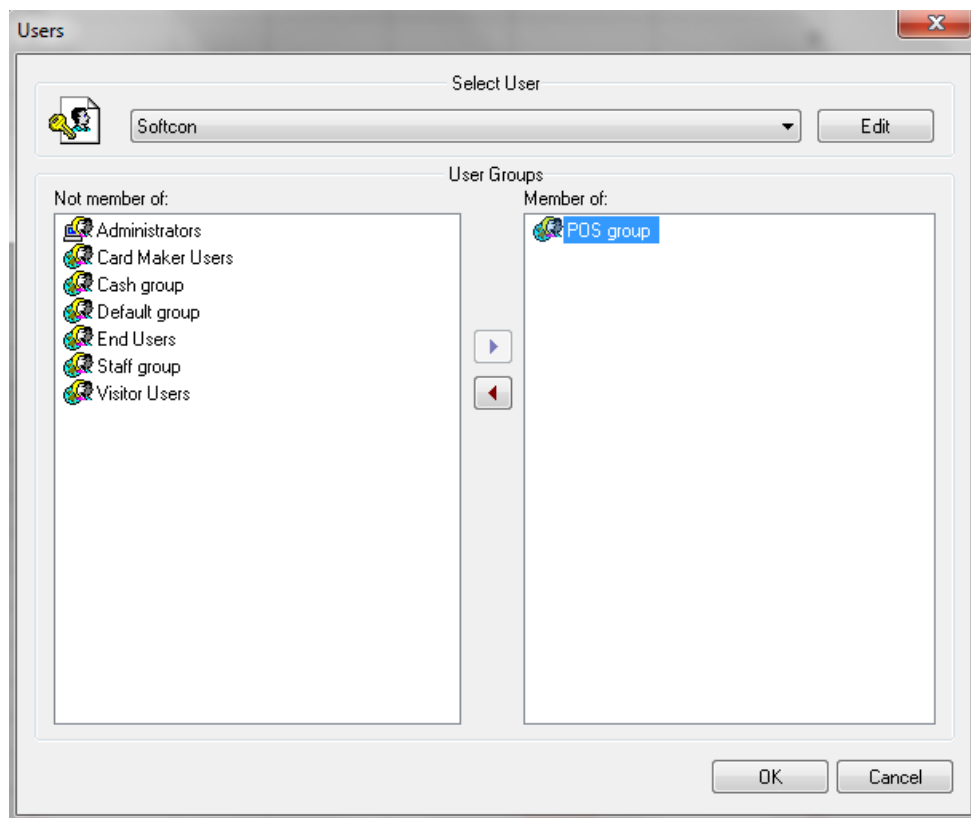 Users
Select User
Softcon
Edit
User Groups
Not member of:
Member of:
Administrators
Card Maker Users
Cash group
Default group
End Users
Staff group
Visitor Users
POS group
OK
Cancel